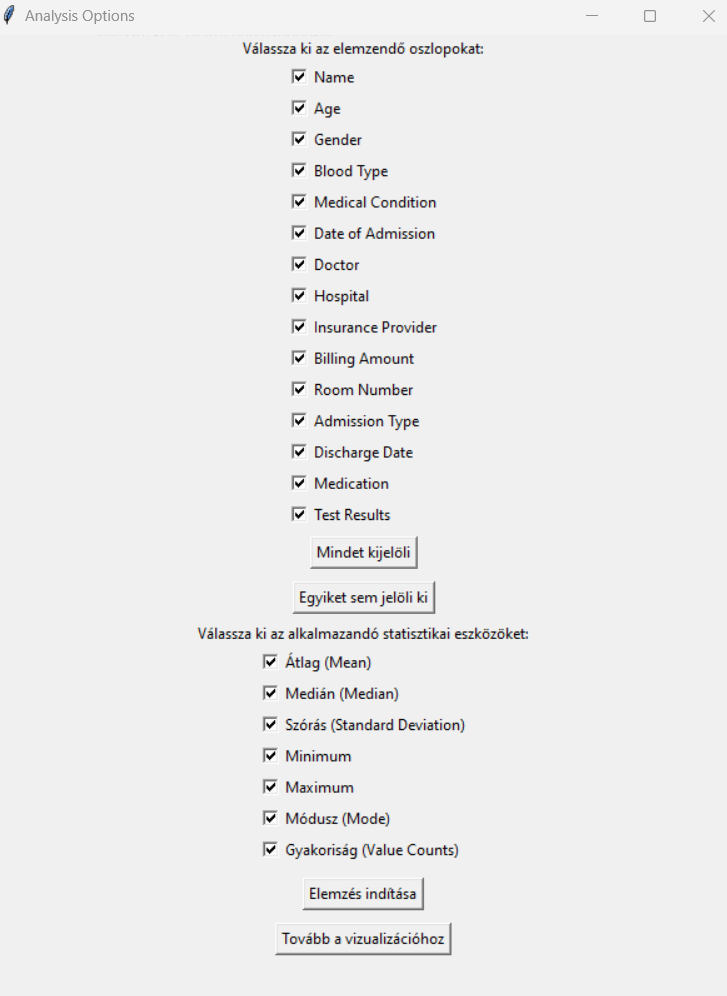 Analysis Options
Válassza ki az elemzendő oszlopokat:
Name
Age
Gender
Blood Type
Medical Condition
Date of Admission
Doctor
Hospital
Insurance Provider
Billing Amount
Room Number
Admission Type
Discharge Date
Medication
Test Results
Mindet kijelöli
Egyiket sem jelöli ki
Válassza ki az alkalmazandó statisztikai eszközöket:
Átlag (Mean)
Medián (Median)
Szórás (Standard Deviation)
Minimum
Maximum
Módusz (Mode)
Gyakoriság (Value Counts)
Elemzés indítása
Tovább a vizualizációhoz